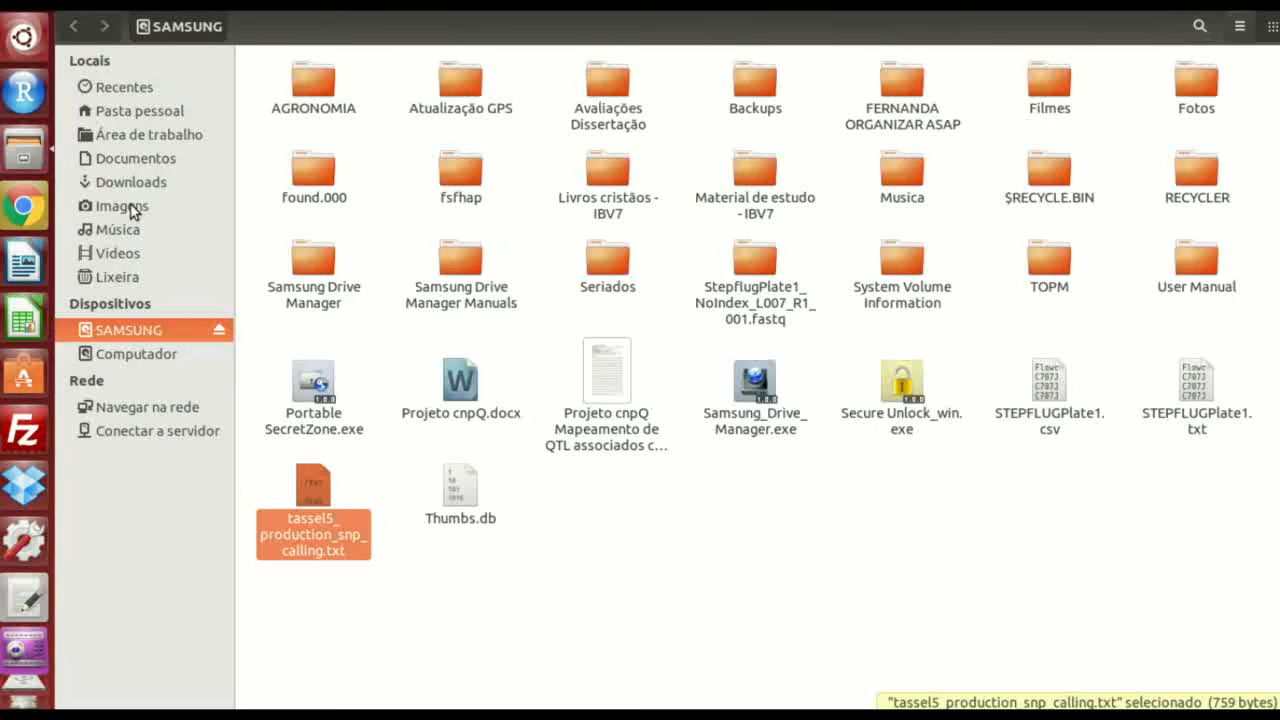 SAMSUNG
Locais
Recentes
Pasta pessoal
Área de trabalho
Documentos
Downloads
Imagens
Música
Vídeos
Lixeira
Dispositivos
SAMSUNG
Computador
Rede
Navegar na rede
Conectar a servidor
AGRONOMIA
Atualização GPS
Avaliações
Dissertação
Backups
FERNANDA
ORGANIZAR ASAP
Filmes
Fotos
found.000
fsfhap
Livros cristãos -
IBV7
Material de estudo
- IBV7
Musica
$RECYCLE.BIN
RECYCLER
Samsung Drive
Manager
Samsung Drive
Manager Manuals
Seriados
StepflugPlate1_
NoIndex_L007_R1_
001.fastq
System Volume
Information
TOPM
User Manual
Portable
SecretZone.exe
Projeto cnpQ.docx
Projeto cnpQ
Mapeamento de
QTL associados c...
Samsung_Drive_
Manager.exe
Secure Unlock_win.
exe
STEPFLUGPlate1.
csv
STEPFLUGPlate1.
txt
tassel5_
production_snp_
calling.txt
Thumbs.db
"tassel5_production_snp_calling.txt" selecionado (759 bytes)